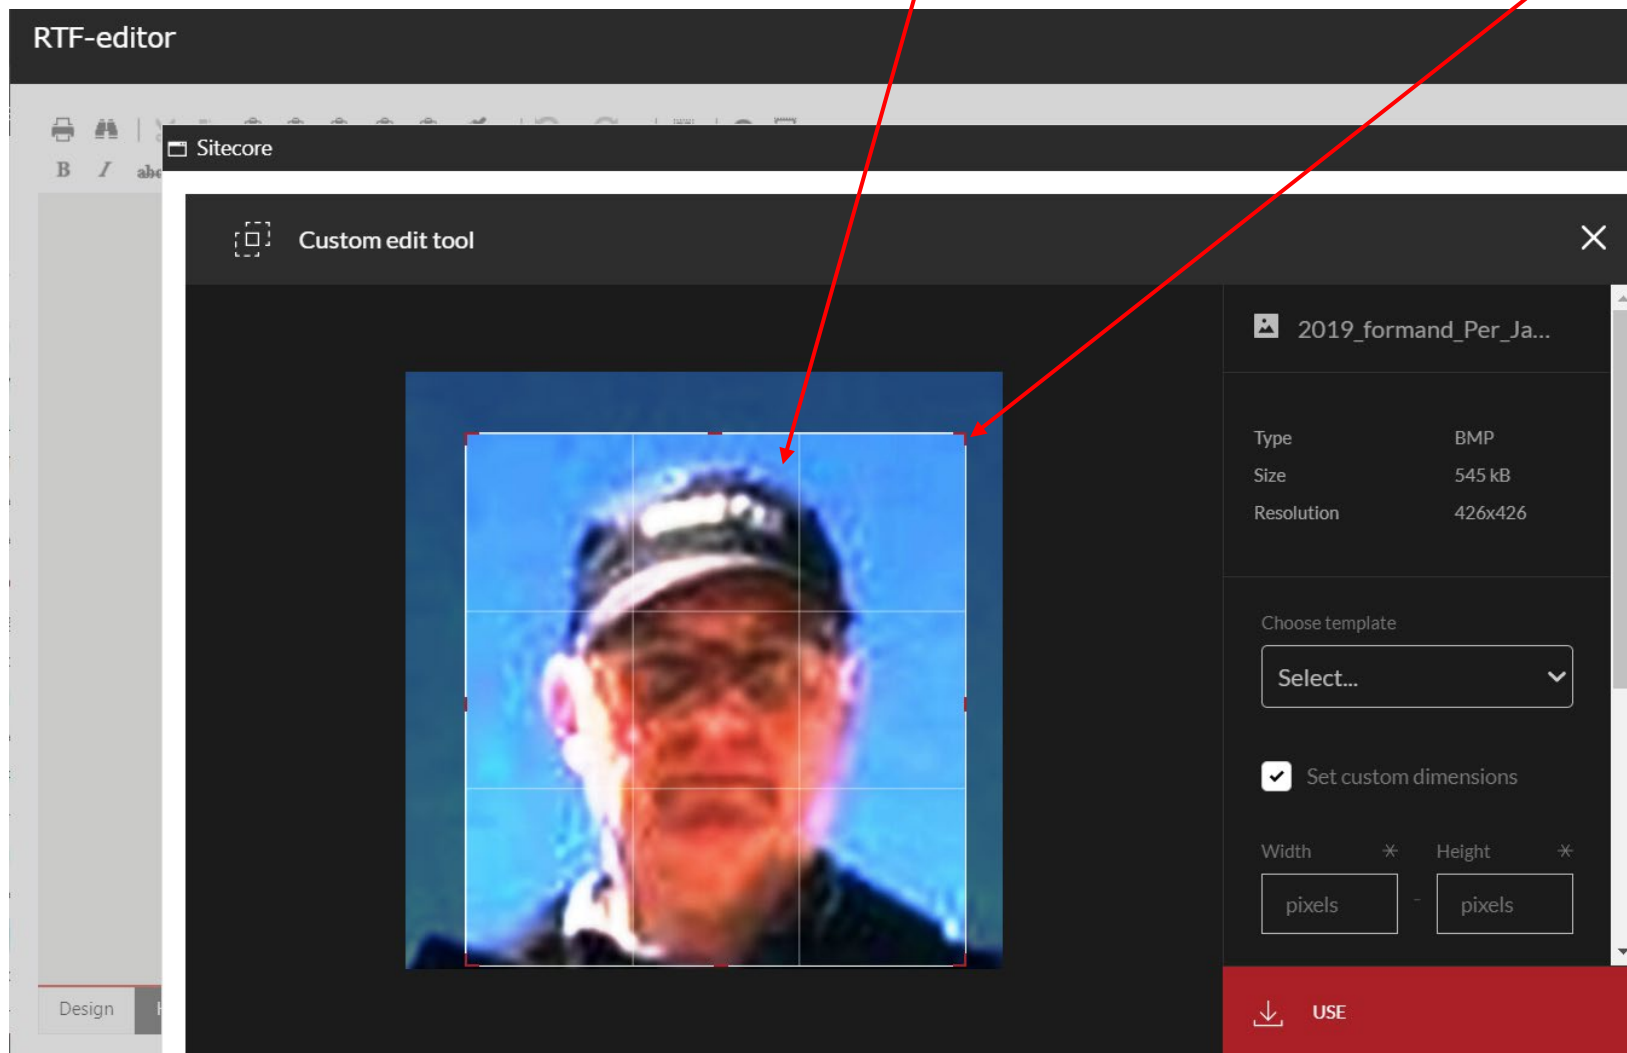 RTF-editor
Sitecore
B I abc
Custom edit tool
2019_formand_Per_Ja...
Type BMP
Size 545 kB
Resolution 426x426
Choose template
Select...
Set custom dimensions
Width * Height *
pixels - pixels
Design
USE